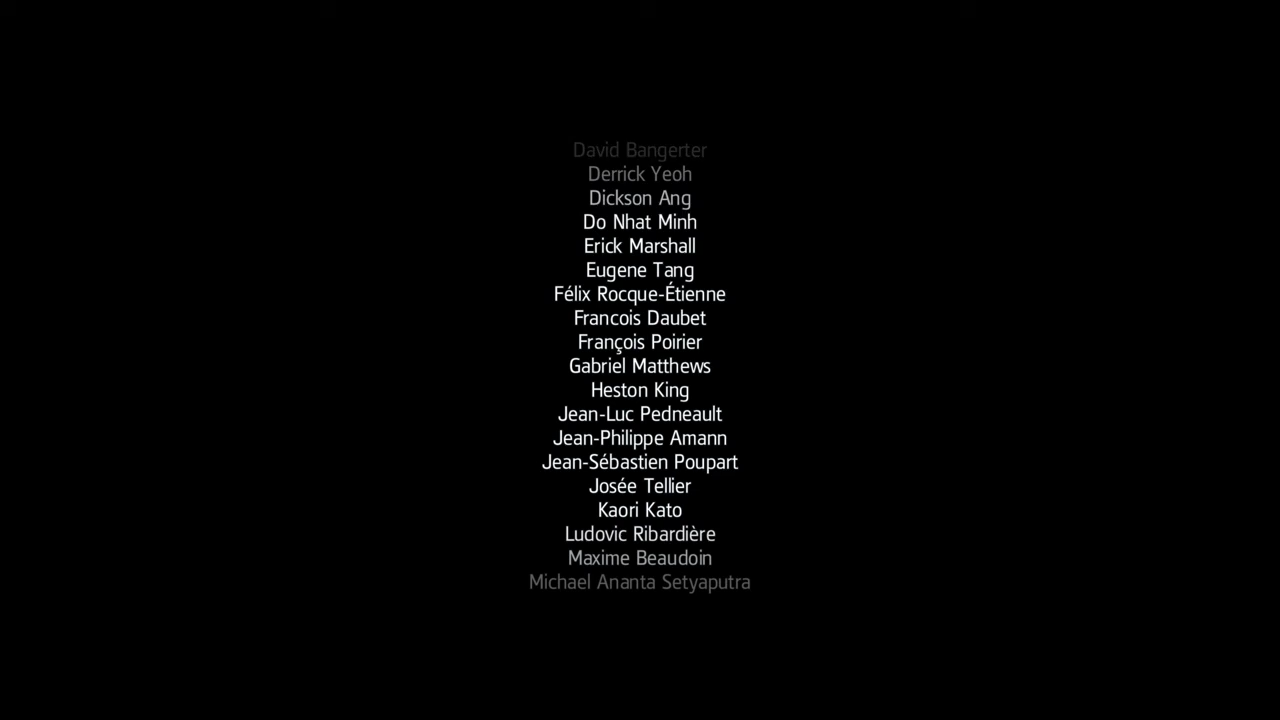 David Bangerter
Derrick Yeoh
Dickson Ang
Do Nhat Minh
Erick Marshall
Eugene Tang
Félix Rocque-Étienne
Francois Daubet
François Poirier
Gabriel Matthews
Heston King
Jean-Luc Pedneault
Jean-Philippe Amann
Jean-Sébastien Poupart
Josée Tellier
Kaori Kato
Ludovic Ribardière
Maxime Beaudoin
Michael Ananta Setyaputra